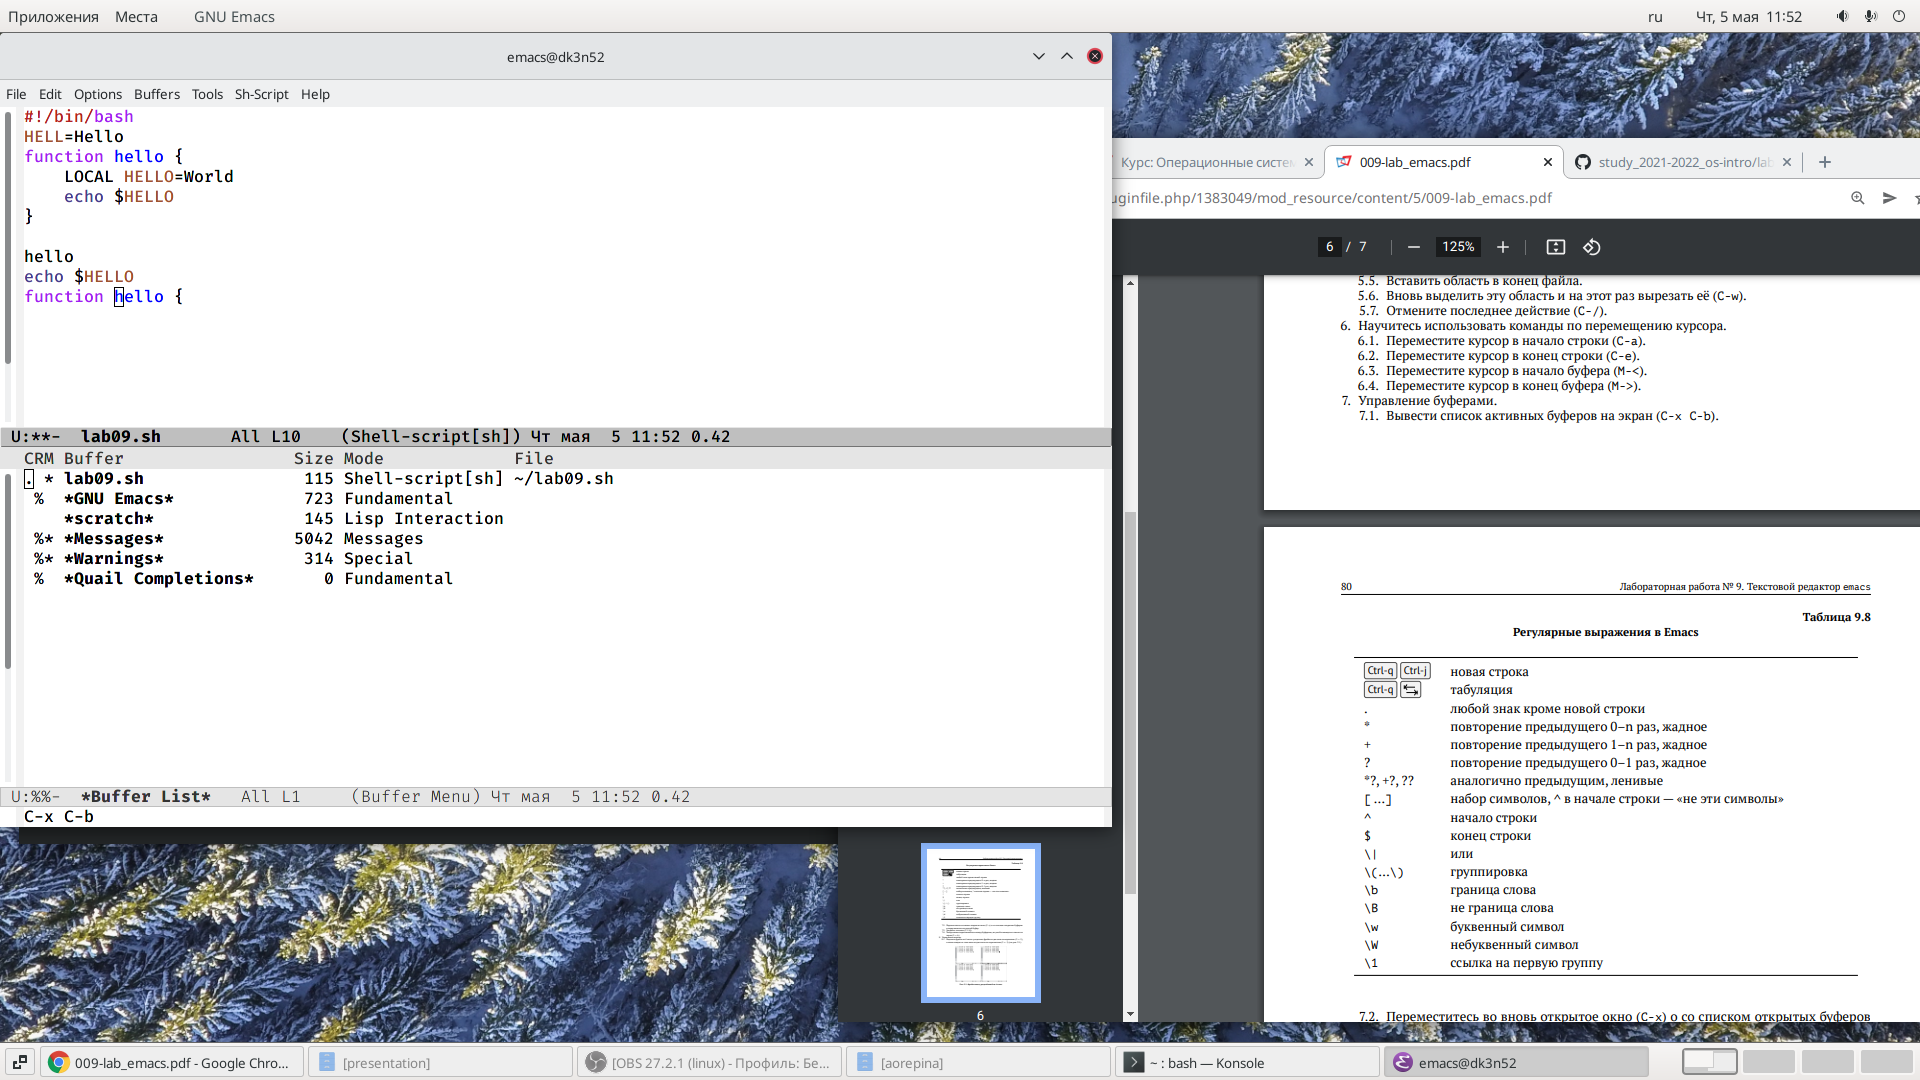 Приложения Места GNU Emacs ru Чт, 5 мая 11:52
emacs@dk3n52
File Edit Options Buffers Tools Sh-Script Help
#!/bin/bash
HELL=Hello
function hello {
    LOCAL HELLO=World
    echo $HELLO
}
hello
echo $HELLO
function hello {
U:**-  lab09.sh       All L10    (Shell-script[sh]) Чт мая  5 11:52 0.42
CRM Buffer                 Size Mode             File
. * lab09.sh                115 Shell-script[sh] ~/lab09.sh
 %  *GNU Emacs*            723 Fundamental
    *scratch*               145 Lisp Interaction
 %* *Messages*             5042 Messages
 %* *Warnings*              314 Special
 %  *Quail Completions*       0 Fundamental
U:%%-  *Buffer List*   All L1     (Buffer Menu) Чт мая  5 11:52 0.42
C-x C-b
Курс: Операционные систем
009-lab_emacs.pdf
study_2021-2022_os-intro/lab
uginfile.php/1383049/mod_resource/content/5/009-lab_emacs.pdf
6 / 7 125%
5.5. Вставить область в конец файла.
5.6. Вновь выделить эту область и на этот раз вырезать её (C-w).
5.7. Отмените последнее действие (C-/).
6. Научитесь использовать команды по перемещению курсора.
6.1. Переместите курсор в начало строки (C-a).
6.2. Переместите курсор в конец строки (C-e).
6.3. Переместите курсор в начало буфера (M-<).
6.4. Переместите курсор в конец буфера (M->).
7. Управление буферами.
7.1. Вывести список активных буферов на экран (C-x C-b).
80 Лабораторная работа № 9. Текстовой редактор emacs
Таблица 9.8
Регулярные выражения в Emacs
Ctrl-q Ctrl-j новая строка
Ctrl-q табуляция
. любой знак кроме новой строки
* повторение предыдущего 0–n раз, жадное
+ повторение предыдущего 1–n раз, жадное
? повторение предыдущего 0–1 раз, жадное
*?, +?, ?? аналогично предыдущим, ленивые
[ …] набор символов, ^ в начале строки — «не эти символы»
^ начало строки
$ конец строки
\| или
\(…\) группировка
\b граница слова
\B не граница слова
\w буквенный символ
\W небуквенный символ
\1 ссылка на первую группу
7.2. Переместитесь во вновь открытое окно (C-x) o со списком открытых буферов
6
009-lab_emacs.pdf - Google Chro... [presentation] [OBS 27.2.1 (linux) - Профиль: Бе... [aorepina] ~ : bash — Konsole emacs@dk3n52